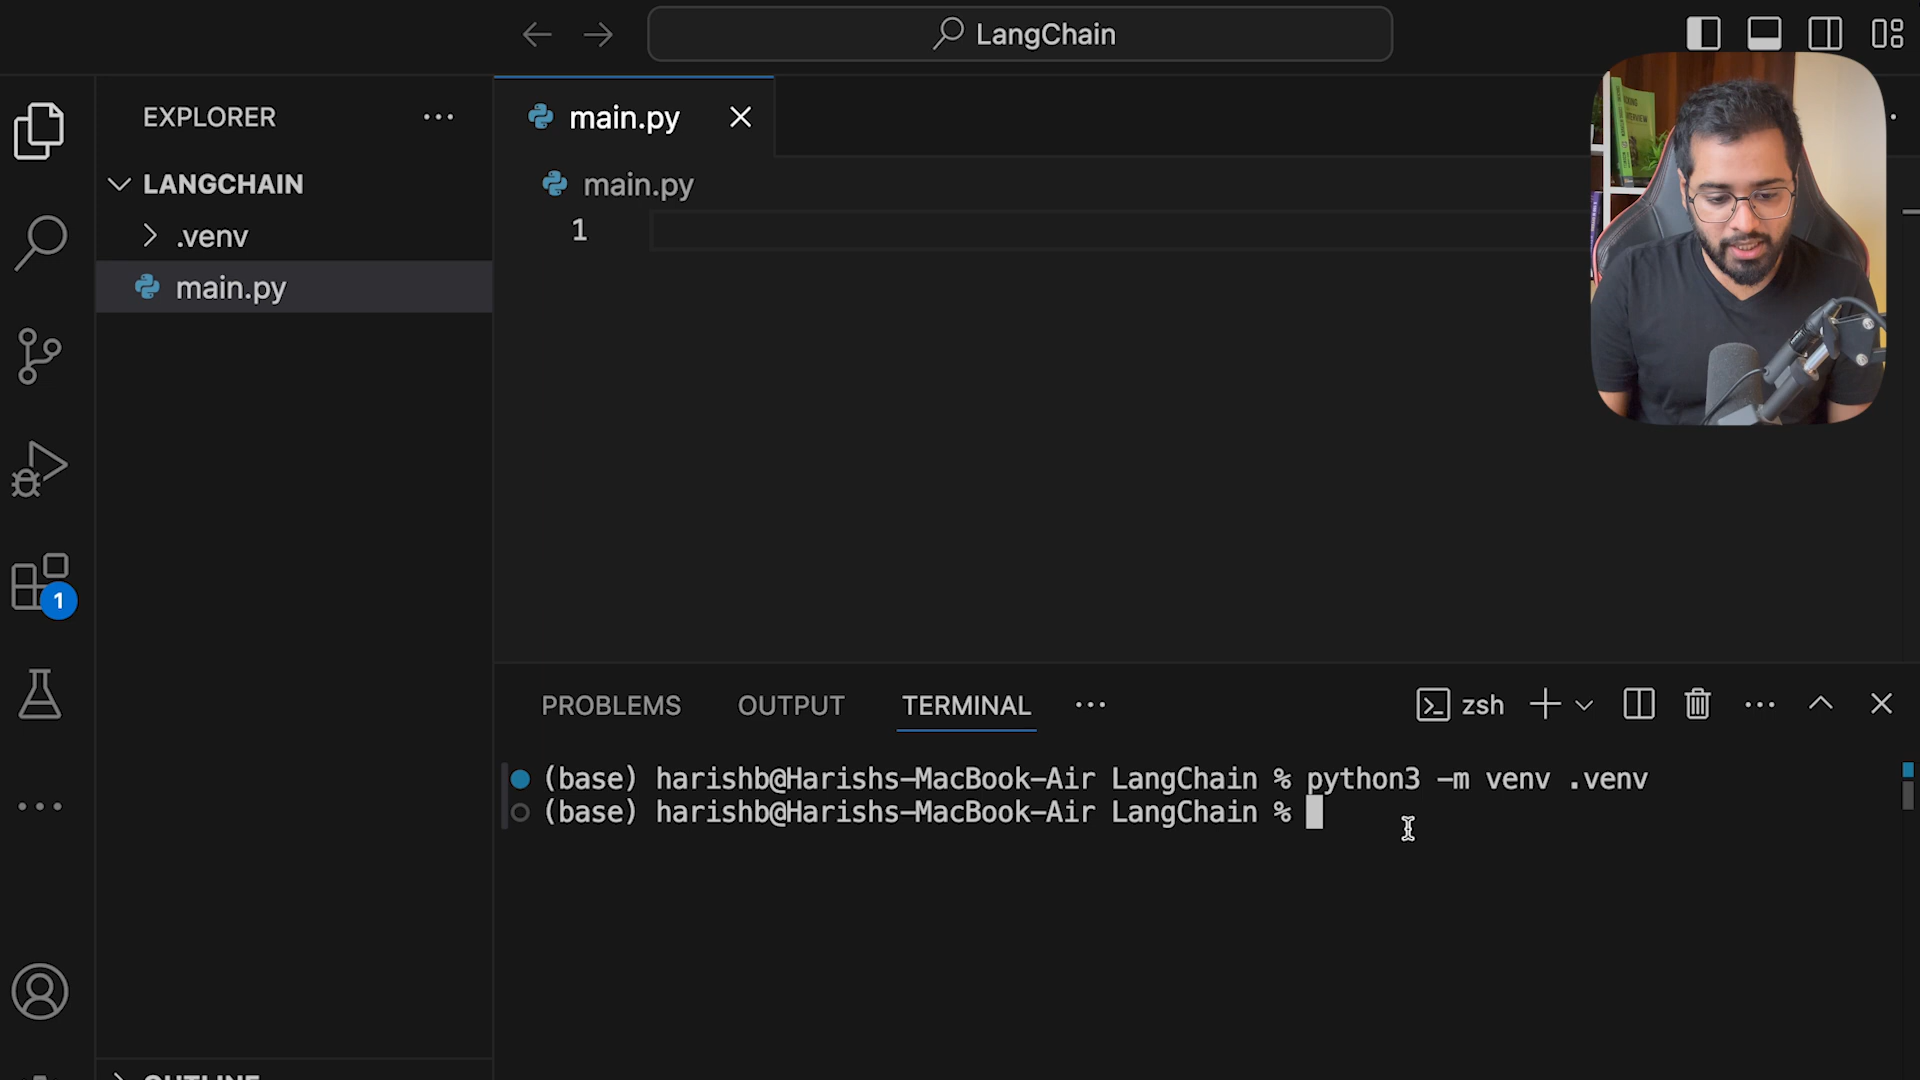 LangChain
EXPLORER
LANGCHAIN
.venv
main.py
main.py
main.py
1
1
PROBLEMS
OUTPUT
TERMINAL
zsh
(base) harishb@Harishs-MacBook-Air LangChain % python3 -m venv .venv
(base) harishb@Harishs-MacBook-Air LangChain %
OUTLINE